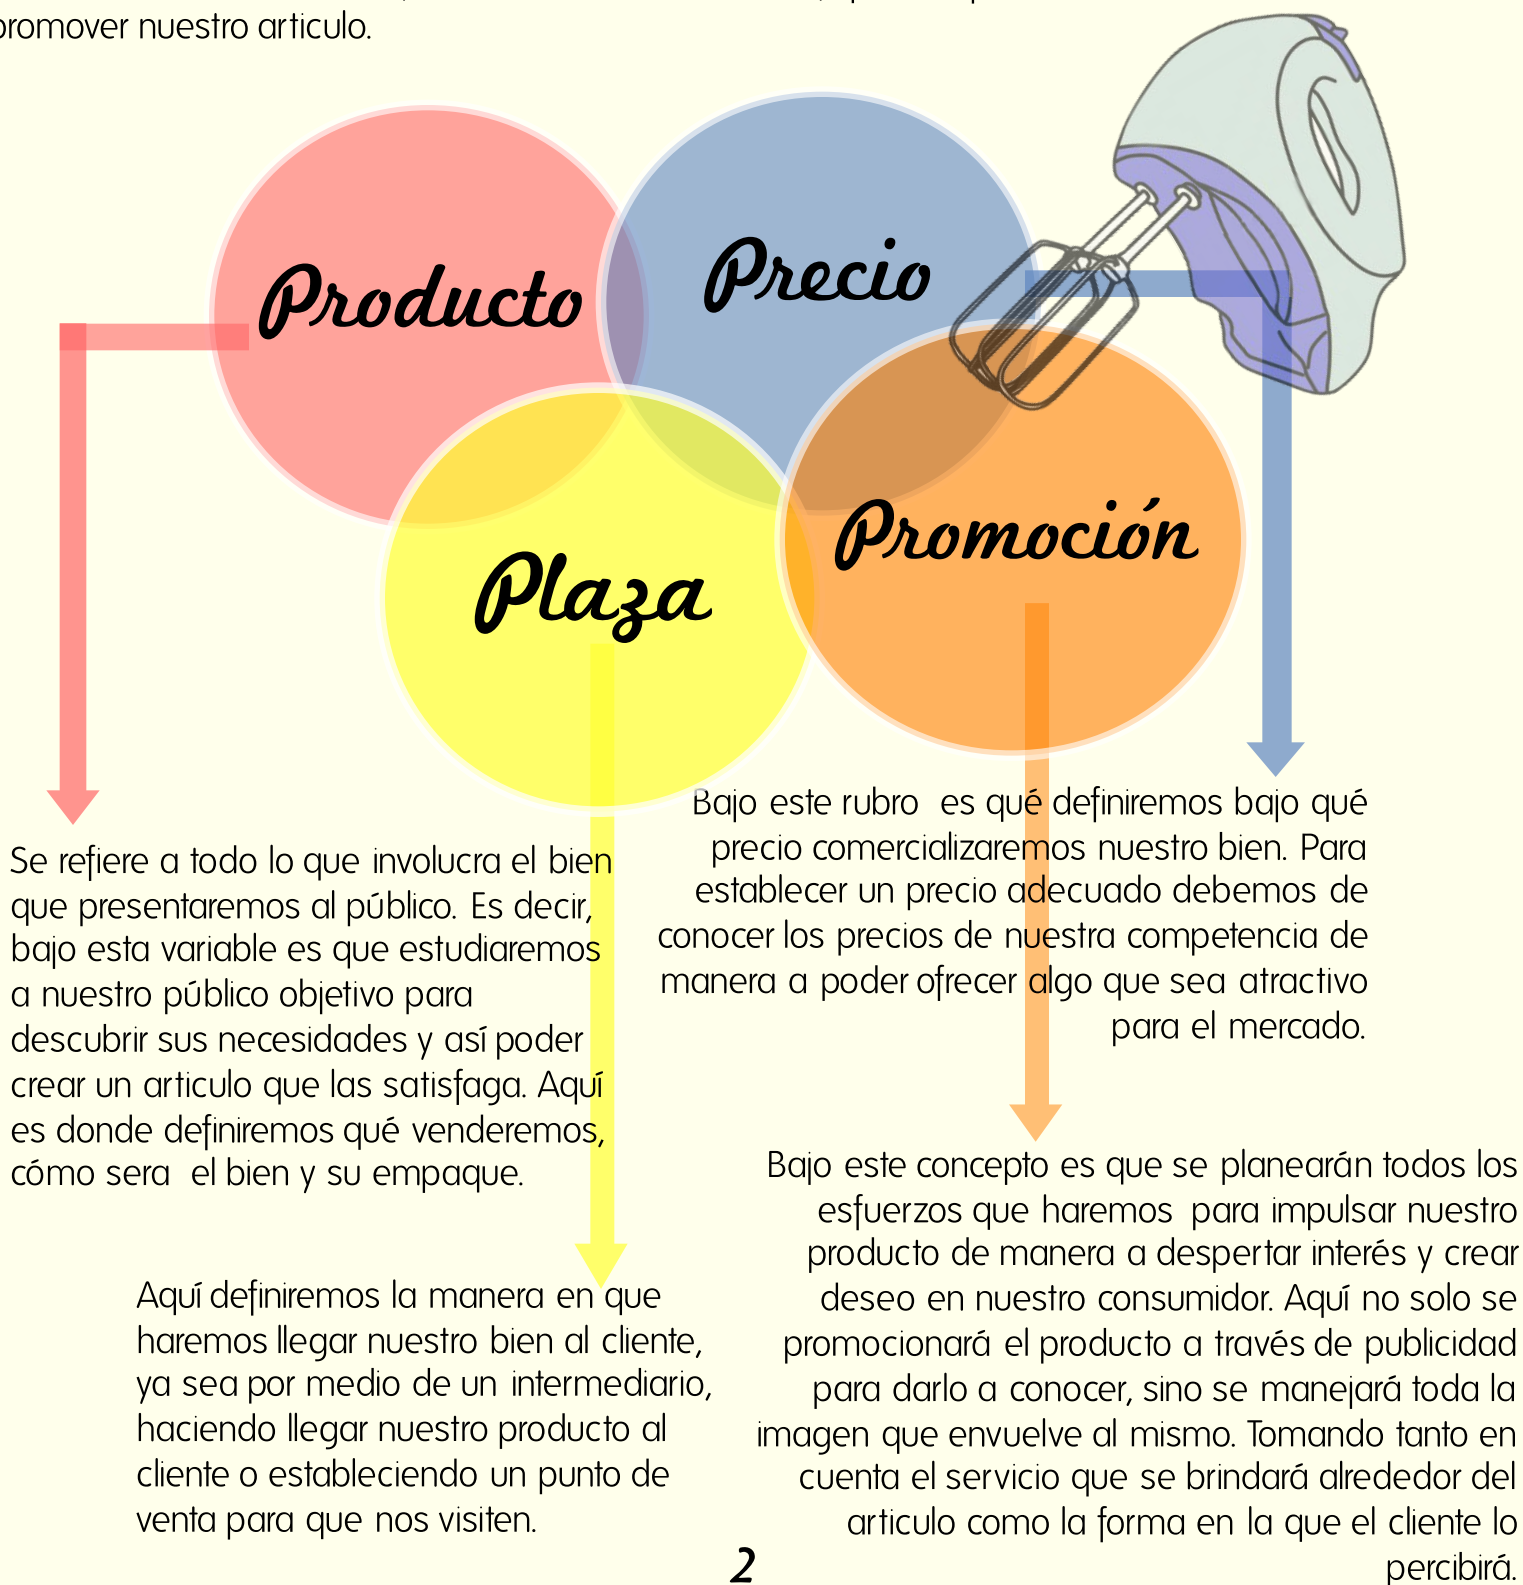 promover nuestro articulo.
Producto
Precio
Plaza
Promoción
Bajo este rubro es qué definiremos bajo qué
precio comercializaremos nuestro bien. Para
establecer un precio adecuado debemos de
conocer los precios de nuestra competencia de
manera a poder ofrecer algo que sea atractivo
para el mercado.
Se refiere a todo lo que involucra el bien
que presentaremos al público. Es decir,
bajo esta variable es que estudiaremos
a nuestro público objetivo para
descubrir sus necesidades y así poder
crear un articulo que las satisfaga. Aquí
es donde definiremos qué venderemos,
cómo sera el bien y su empaque.
Aquí definiremos la manera en que
haremos llegar nuestro bien al cliente,
ya sea por medio de un intermediario,
haciendo llegar nuestro producto al
cliente o estableciendo un punto de
venta para que nos visiten.
Bajo este concepto es que se planearán todos los
esfuerzos que haremos para impulsar nuestro
producto de manera a despertar interés y crear
deseo en nuestro consumidor. Aquí no solo se
promocionará el producto a través de publicidad
para darlo a conocer, sino se manejará toda la
imagen que envuelve al mismo. Tomando tanto en
cuenta el servicio que se brindará alrededor del
articulo como la forma en la que el cliente lo
percibirá.
2